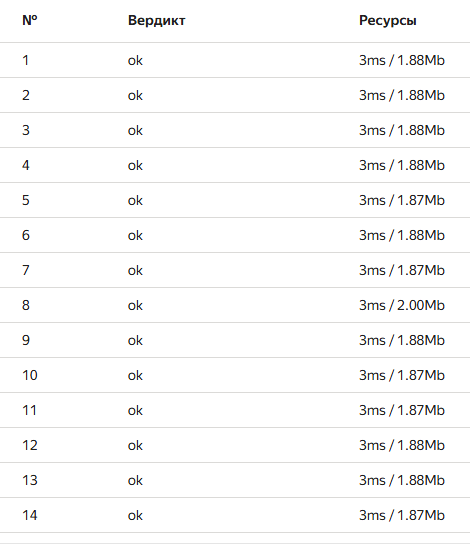 Nº Вердикт Ресурсы
1 ok 3ms / 1.88Mb
2 ok 3ms / 1.88Mb
3 ok 3ms / 1.88Mb
4 ok 3ms / 1.88Mb
5 ok 3ms / 1.87Mb
6 ok 3ms / 1.88Mb
7 ok 3ms / 1.87Mb
8 ok 3ms / 2.00Mb
9 ok 3ms / 1.88Mb
10 ok 3ms / 1.87Mb
11 ok 3ms / 1.87Mb
12 ok 3ms / 1.88Mb
13 ok 3ms / 1.88Mb
14 ok 3ms / 1.87Mb